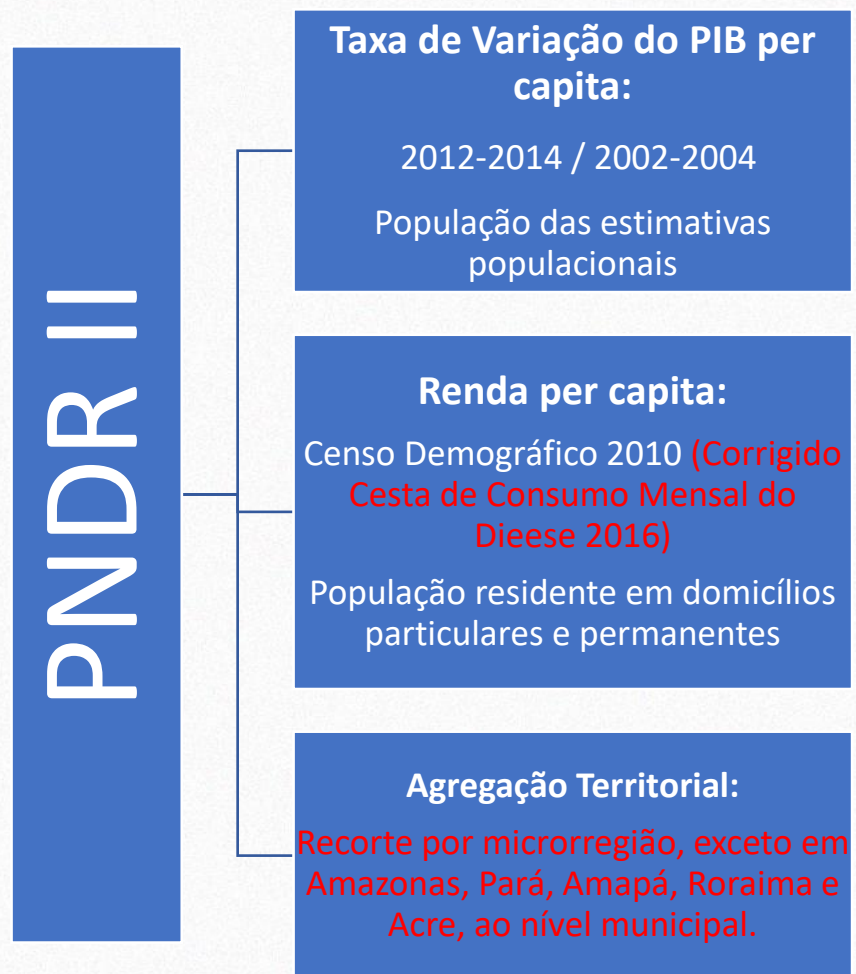 PNDR II
Taxa de Variação do PIB per
capita:
2012-2014 / 2002-2004
População das estimativas
populacionais
Renda per capita:
Censo Demográfico 2010 (Corrigido
Cesta de Consumo Mensal do
Dieese 2016)
População residente em domicílios
particulares e permanentes
Agregação Territorial:
Recorte por microrregião, exceto em
Amazonas, Pará, Amapá, Roraima e
Acre, ao nível municipal.